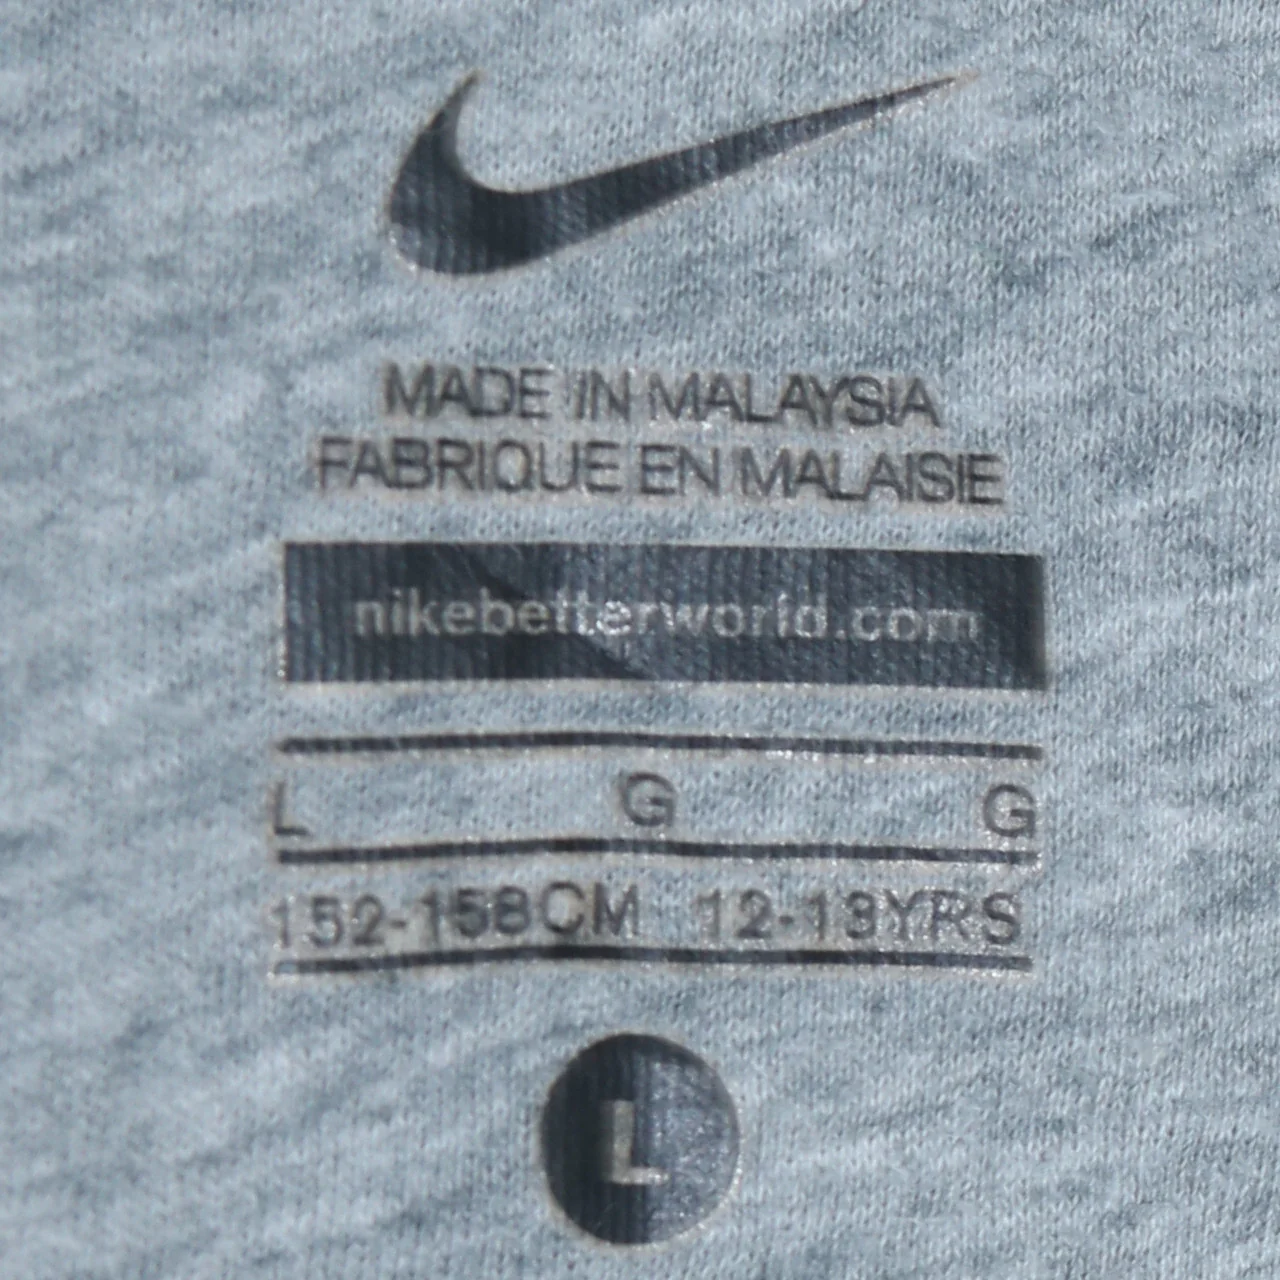 MADE IN MALAYSIA
FABRIQUE EN MALAISIE
nikebetterworld.com
L G G
152-158CM 12-13YRS
L